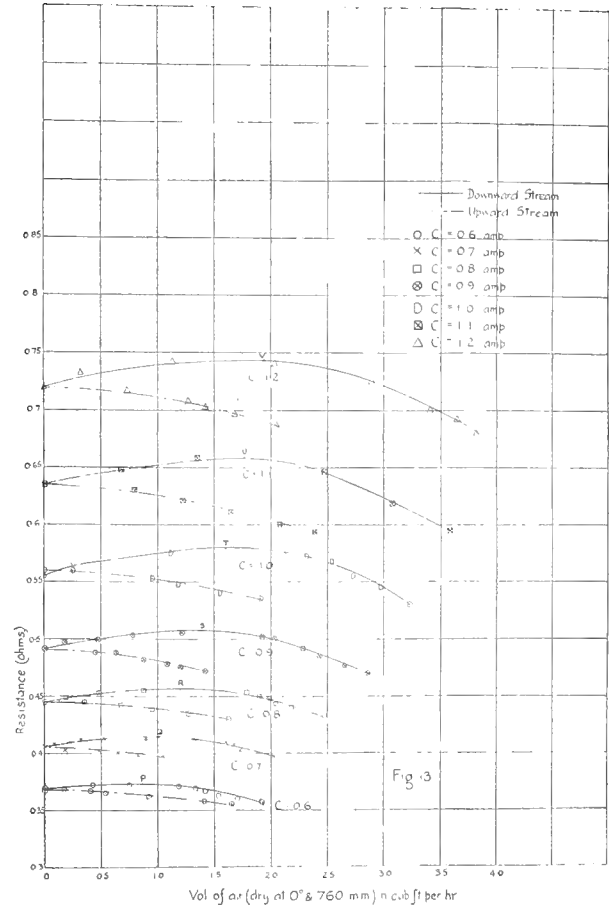 Downward Stream
Upward Stream
C = 0.6 amp
C = 0.7 amp
C = 0.8 amp
C = 0.9 amp
C = 1.0 amp
C = 1.1 amp
C = 1.2 amp
0.85
0.8
0.75
V
C = 1.2
0.7
0.65
U
C = 1.1
0.6
T
C = 1.0
0.55
S
C = 0.9
0.5
R
C = 0.8
0.45
Q
C = 0.7
0.4
P
C = 0.6
0.35
0.3
Resistance (ohms)
Fig 13
0 0.5 1.0 1.5 2.0 2.5 3.0 3.5 4.0 4.5 5.0
Vol of air (dry at 0° & 760 mm) in cub ft per hr